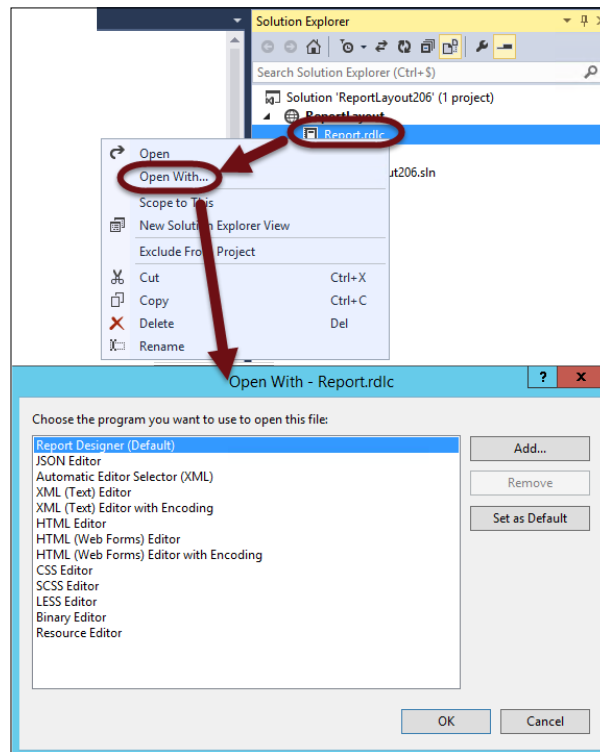 Solution Explorer
Search Solution Explorer (Ctrl+$)
Solution 'ReportLayout206' (1 project)
ReportLayout
Report.rdlc
ut206.sln
Open
Open With...
Scope to This
New Solution Explorer View
Exclude From Project
Cut Ctrl+X
Copy Ctrl+C
Delete Del
Rename
Open With - Report.rdlc
?
x
Choose the program you want to use to open this file:
Report Designer (Default)
JSON Editor
Automatic Editor Selector (XML)
XML (Text) Editor
XML (Text) Editor with Encoding
HTML Editor
HTML (Web Forms) Editor
HTML (Web Forms) Editor with Encoding
CSS Editor
SCSS Editor
LESS Editor
Binary Editor
Resource Editor
Add...
Remove
Set as Default
OK
Cancel